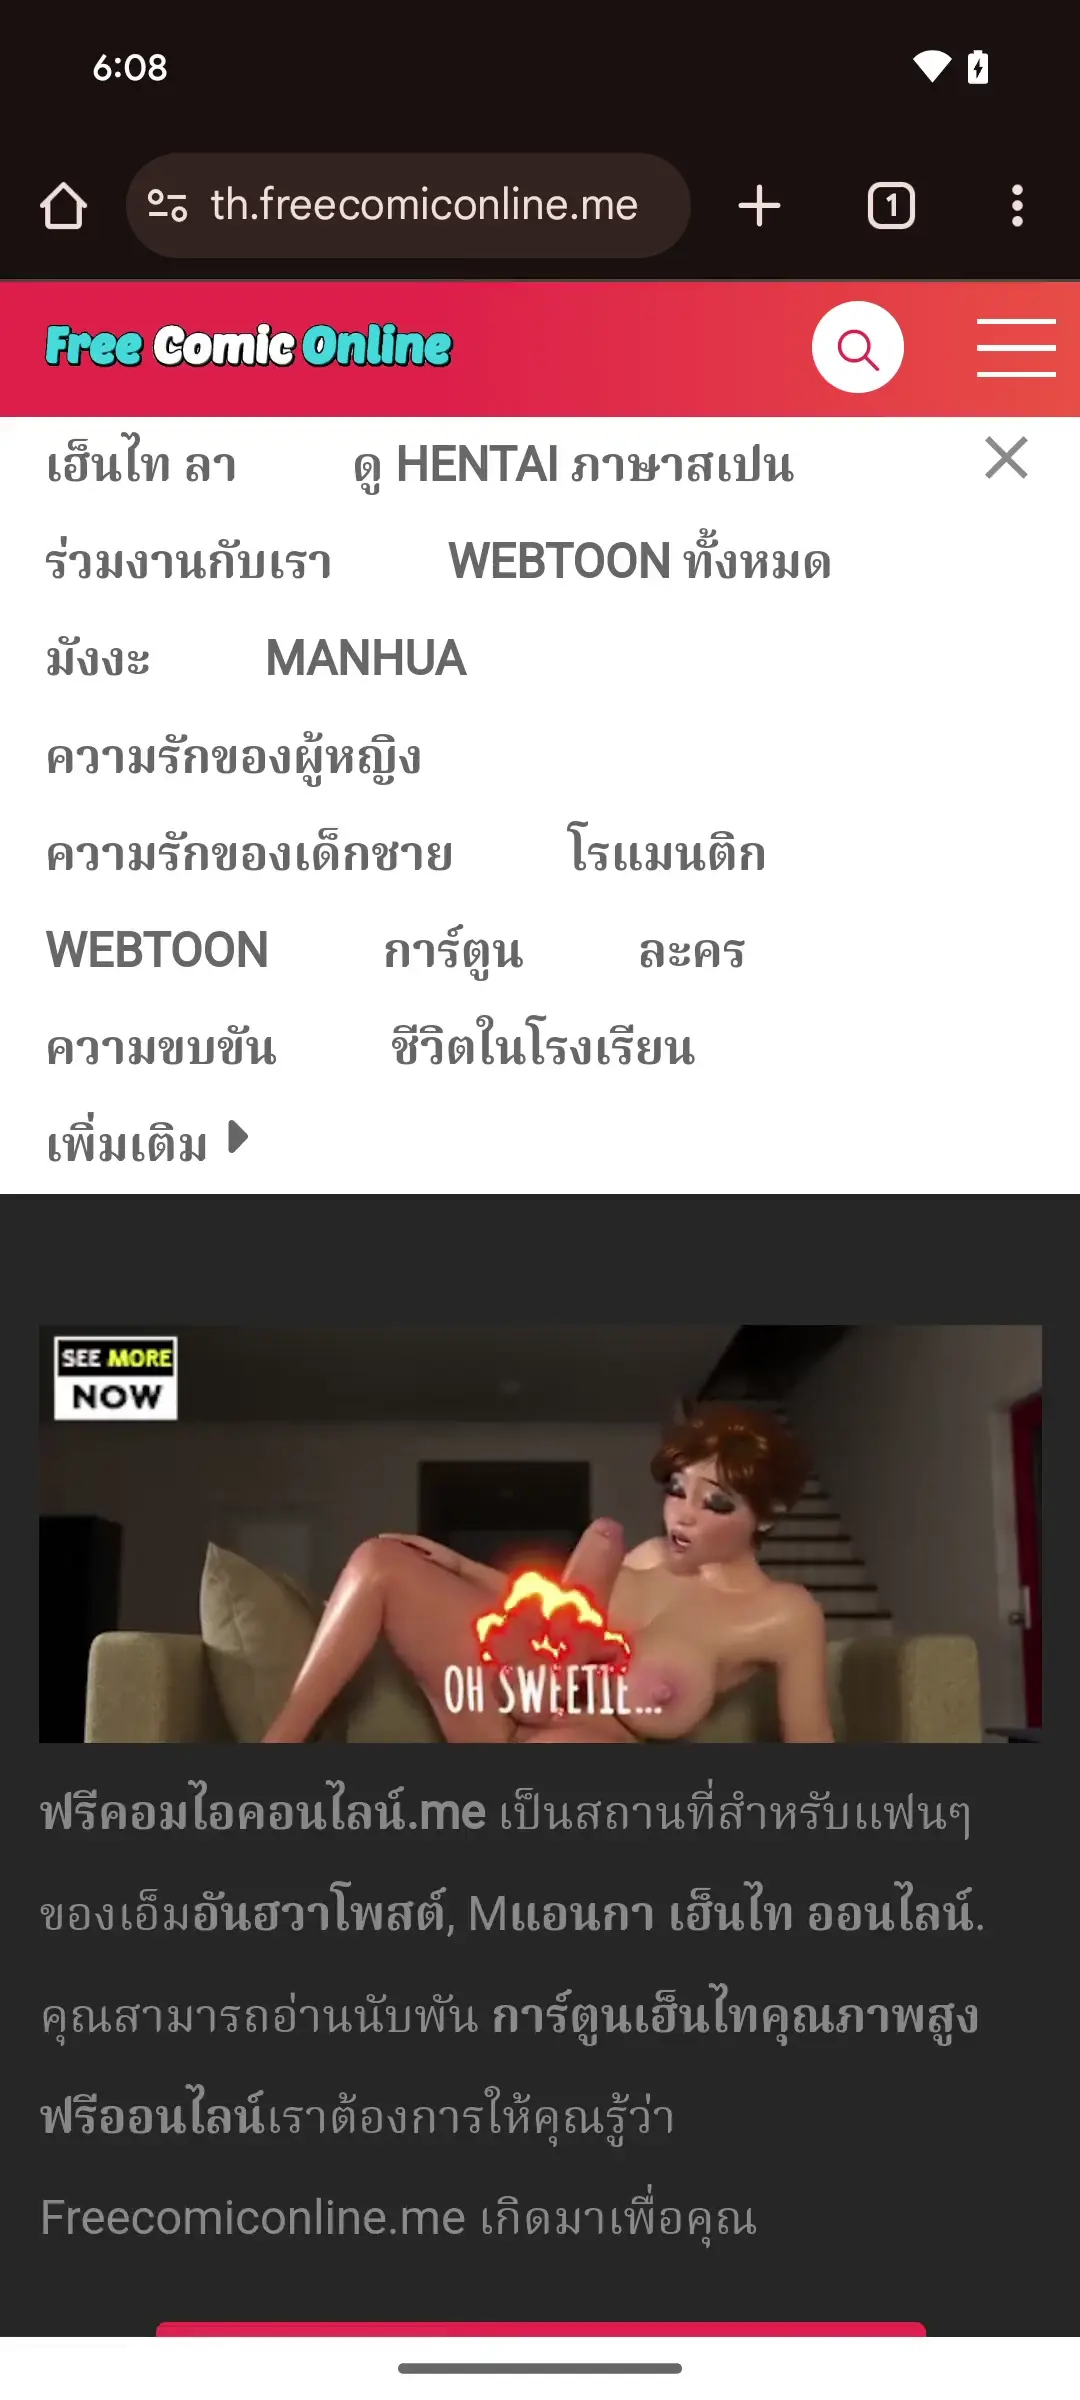 6:08
th.freecomiconline.me
1
Free Comic Online
เฮ็นไท ลา ดู HENTAI ภาษาสเปน
ร่วมงานกับเรา WEBTOON ทั้งหมด
มังงะ MANHUA
ความรักของผู้หญิง
ความรักของเด็กชาย โรแมนติก
WEBTOON การ์ตูน ละคร
ความขบขัน ชีวิตในโรงเรียน
เพิ่มเติม
SEE MORE
NOW
OH SWEETIE...
ฟรีคอมไอคอนไลน์.me เป็นสถานที่สำหรับแฟนๆ
ของเอ็มอันฮวาโพสต์, Mแอนกา เฮ็นไท ออนไลน์.
คุณสามารถอ่านนับพัน การ์ตูนเฮ็นไทคุณภาพสูง
ฟรีออนไลน์เราต้องการให้คุณรู้ว่า
Freecomiconline.me เกิดมาเพื่อคุณ